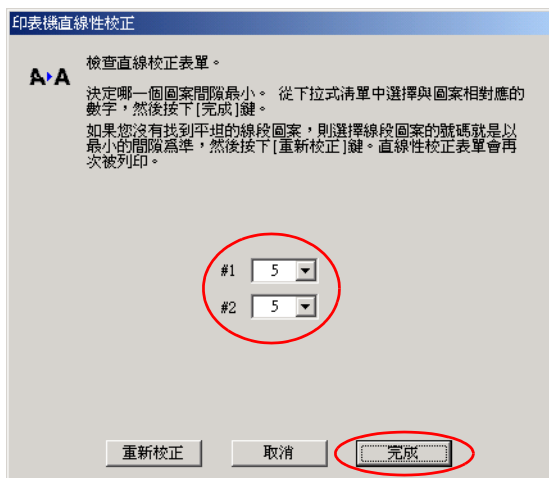 印表機直線性校正
A▸A
檢查直線校正表單。
決定哪一個圖案間隙最小。 從下拉式清單中選擇與圖案相對應的
數字，然後按下[完成]鍵。
如果您沒有找到平坦的線段圖案，則選擇線段圖案的號碼就是以
最小的間隙爲準，然後按下[重新校正]鍵。直線性校正表單會再
次被列印。
#1 5
#2 5
重新校正 取消 完成